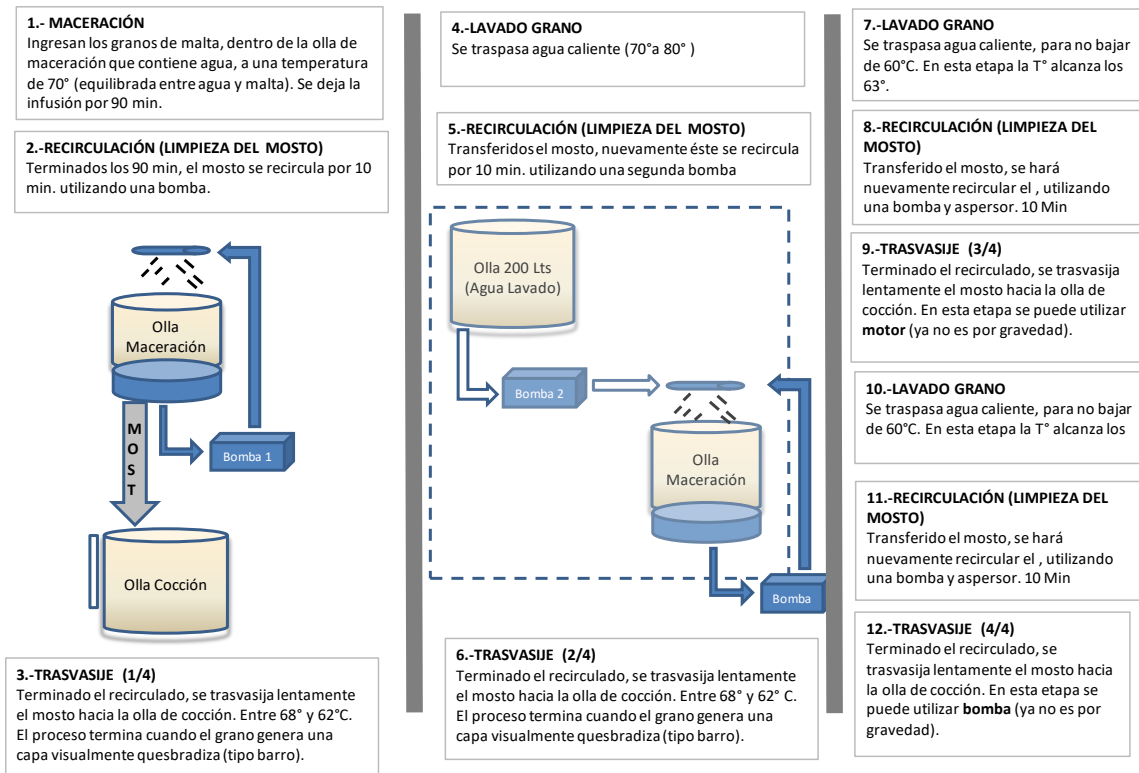 1.- MACERACIÓN
Ingresan los granos de malta, dentro de la olla de
maceración que contiene agua, a una temperatura
de 70° (equilibrada entre agua y malta). Se deja la
infusión por 90 min.
2.-RECIRCULACIÓN (LIMPIEZA DEL MOSTO)
Terminados los 90 min, el mosto se recircula por 10
min. utilizando una bomba.
Olla
Maceración
Bomba 1
M
O
S
T
Olla Cocción
3.-TRASVASIJE (1/4)
Terminado el recirculado, se trasvasija lentamente
el mosto hacia la olla de cocción. Entre 68° y 62°C.
El proceso termina cuando el grano genera una
capa visualmente quesbradiza (tipo barro).
4.-LAVADO GRANO
Se traspasa agua caliente (70°a 80° )
5.-RECIRCULACIÓN (LIMPIEZA DEL MOSTO)
Transferidos el mosto, nuevamente éste se recircula
por 10 min. utilizando una segunda bomba
Olla 200 Lts
(Agua Lavado)
Bomba 2
Olla
Maceración
Bomba
6.-TRASVASIJE (2/4)
Terminado el recirculado, se trasvasija lentamente
el mosto hacia la olla de cocción. Entre 68° y 62° C.
El proceso termina cuando el grano genera una
capa visualmente quesbradiza (tipo barro).
7.-LAVADO GRANO
Se traspasa agua caliente, para no bajar
de 60°C. En esta etapa la T° alcanza los
63°.
8.-RECIRCULACIÓN (LIMPIEZA DEL
MOSTO)
Transferido el mosto, se hará
nuevamente recircular el , utilizando
una bomba y aspersor. 10 Min
9.-TRASVASIJE (3/4)
Terminado el recirculado, se trasvasija
lentamente el mosto hacia la olla de
cocción. En esta etapa se puede utilizar
motor (ya no es por gravedad).
10.-LAVADO GRANO
Se traspasa agua caliente, para no bajar
de 60°C. En esta etapa la T° alcanza los
11.-RECIRCULACIÓN (LIMPIEZA DEL
MOSTO)
Transferido el mosto, se hará
nuevamente recircular el , utilizando
una bomba y aspersor. 10 Min
12.-TRASVASIJE (4/4)
Terminado el recirculado, se
trasvasija lentamente el mosto hacia
la olla de cocción. En esta etapa se
puede utilizar bomba (ya no es por
gravedad).